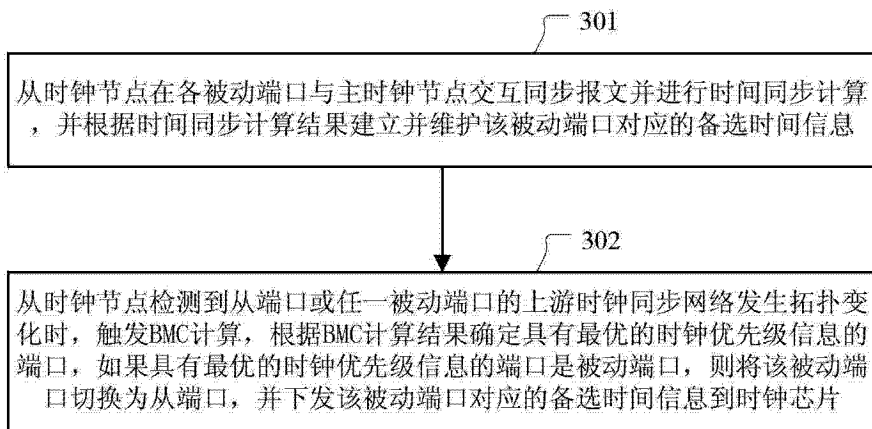 301
从时钟节点在各被动端口与主时钟节点交互同步报文并进行时间同步计算
，并根据时间同步计算结果建立并维护该被动端口对应的备选时间信息
302
从时钟节点检测到从端口或任一被动端口的上游时钟同步网络发生拓扑变
化时，触发BMC计算，根据BMC计算结果确定具有最优的时钟优先级信息的
端口，如果具有最优的时钟优先级信息的端口是被动端口，则将该被动端
口切换为从端口，并下发该被动端口对应的备选时间信息到时钟芯片